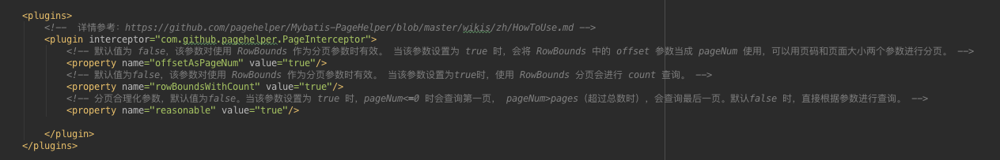 <plugins>
<!--  详情参考：https://github.com/pagehelper/Mybatis-PageHelper/blob/master/wikis/zh/HowToUse.md -->
<plugin interceptor="com.github.pagehelper.PageInterceptor">
<!-- 默认值为 false，该参数对使用 RowBounds 作为分页参数时有效。 当该参数设置为 true 时，会将 RowBounds 中的 offset 参数当成 pageNum 使用，可以用页码和页面大小两个参数进行分页。 -->
<property name="offsetAsPageNum" value="true"/>
<!-- 默认值为false，该参数对使用 RowBounds 作为分页参数时有效。 当该参数设置为true时，使用 RowBounds 分页会进行 count 查询。 -->
<property name="rowBoundsWithCount" value="true"/>
<!-- 分页合理化参数，默认值为false。当该参数设置为 true 时，pageNum<=0 时会查询第一页， pageNum>pages（超过总数时），会查询最后一页。默认false 时，直接根据参数进行查询。 -->
<property name="reasonable" value="true"/>
</plugin>
</plugins>